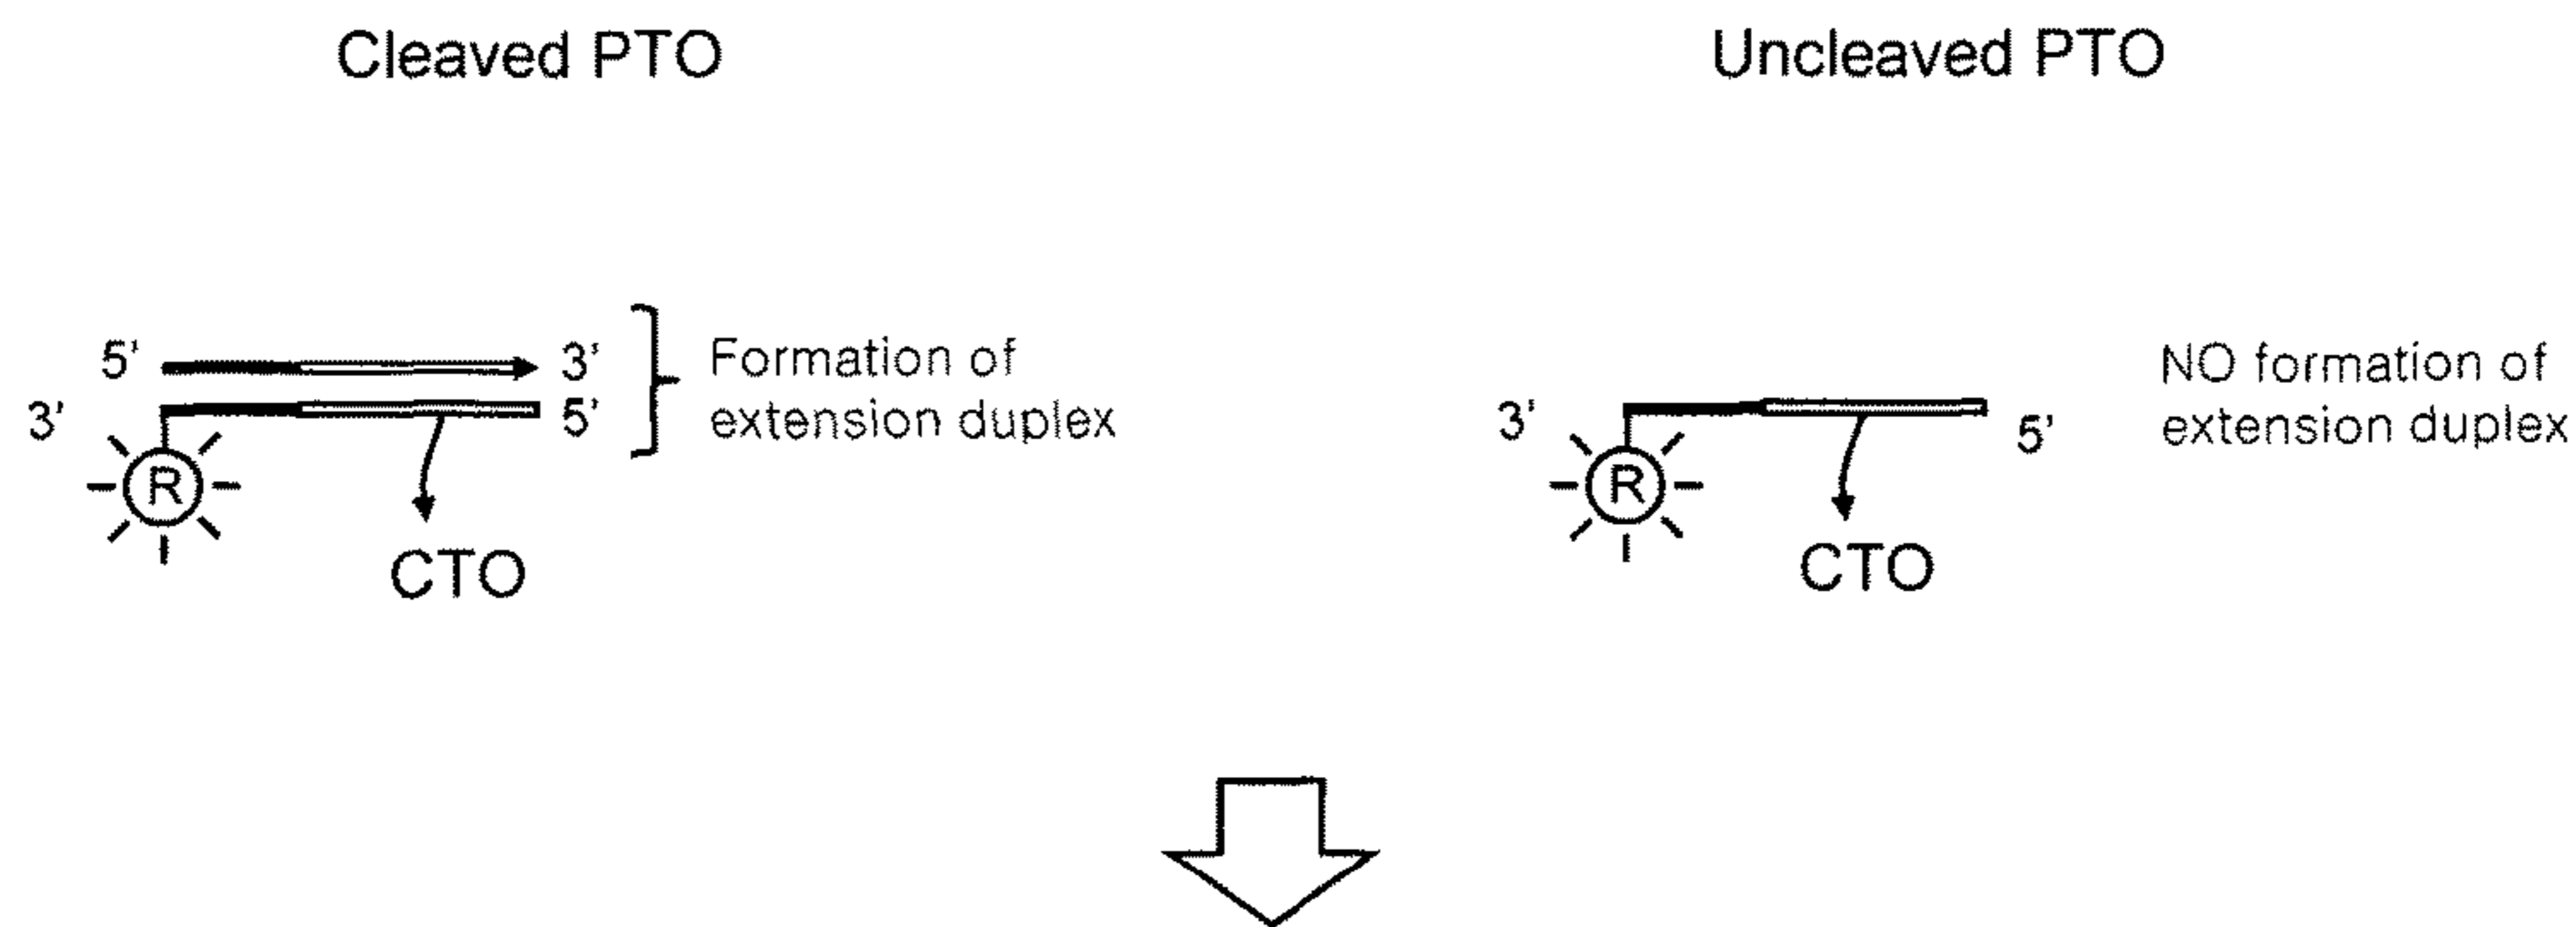 Cleaved PTO
Uncleaved PTO
5'
3'
Formation of
3'
5'
extension duplex
R
CTO
NO formation of
3'
5'
extension duplex
R
CTO